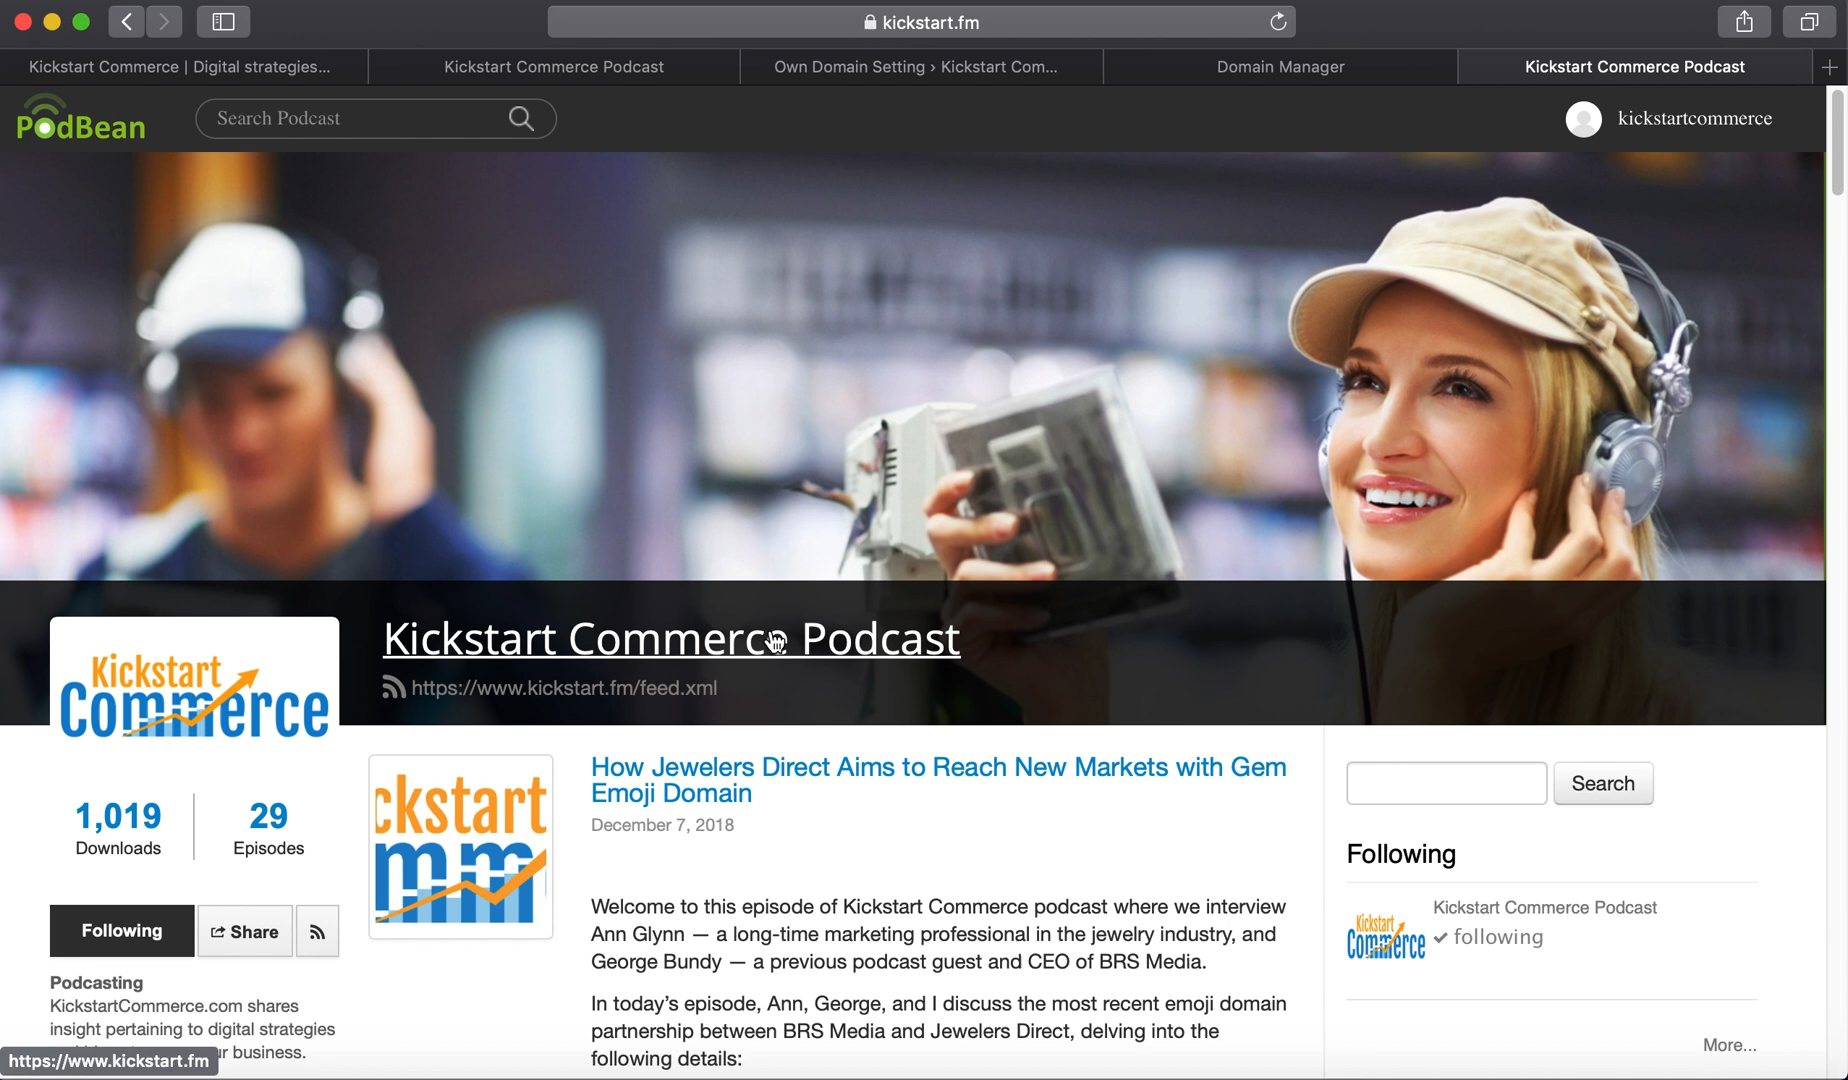 kickstart.fm
Kickstart Commerce | Digital strategies...
Kickstart Commerce Podcast
Own Domain Setting › Kickstart Com...
Domain Manager
Kickstart Commerce Podcast
PodBean
Search Podcast
kickstartcommerce
Kickstart Commerce Podcast
https://www.kickstart.fm/feed.xml
Kickstart
Commerce
1,019
Downloads
29
Episodes
Following
Share
Podcasting
KickstartCommerce.com shares
insight pertaining to digital strategies
r business.
https://www.kickstart.fm
ckstart
mm
How Jewelers Direct Aims to Reach New Markets with Gem
Emoji Domain
December 7, 2018
Welcome to this episode of Kickstart Commerce podcast where we interview
Ann Glynn — a long-time marketing professional in the jewelry industry, and
George Bundy — a previous podcast guest and CEO of BRS Media.
In today's episode, Ann, George, and I discuss the most recent emoji domain
partnership between BRS Media and Jewelers Direct, delving into the
following details:
Search
Following
Kickstart
Commerce
Kickstart Commerce Podcast
following
More...